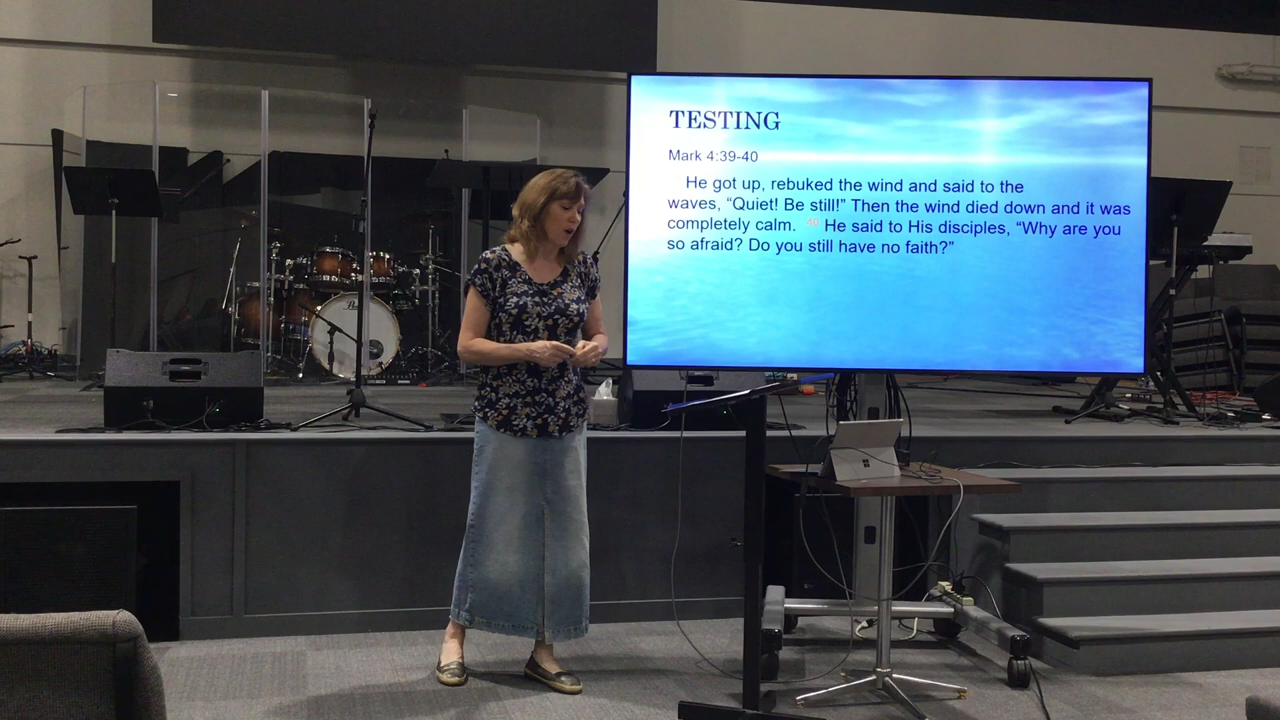 TESTING
Mark 4:39-40
He got up, rebuked the wind and said to the
waves, “Quiet! Be still!” Then the wind died down and it was
completely calm. 40 He said to His disciples, “Why are you
so afraid? Do you still have no faith?”